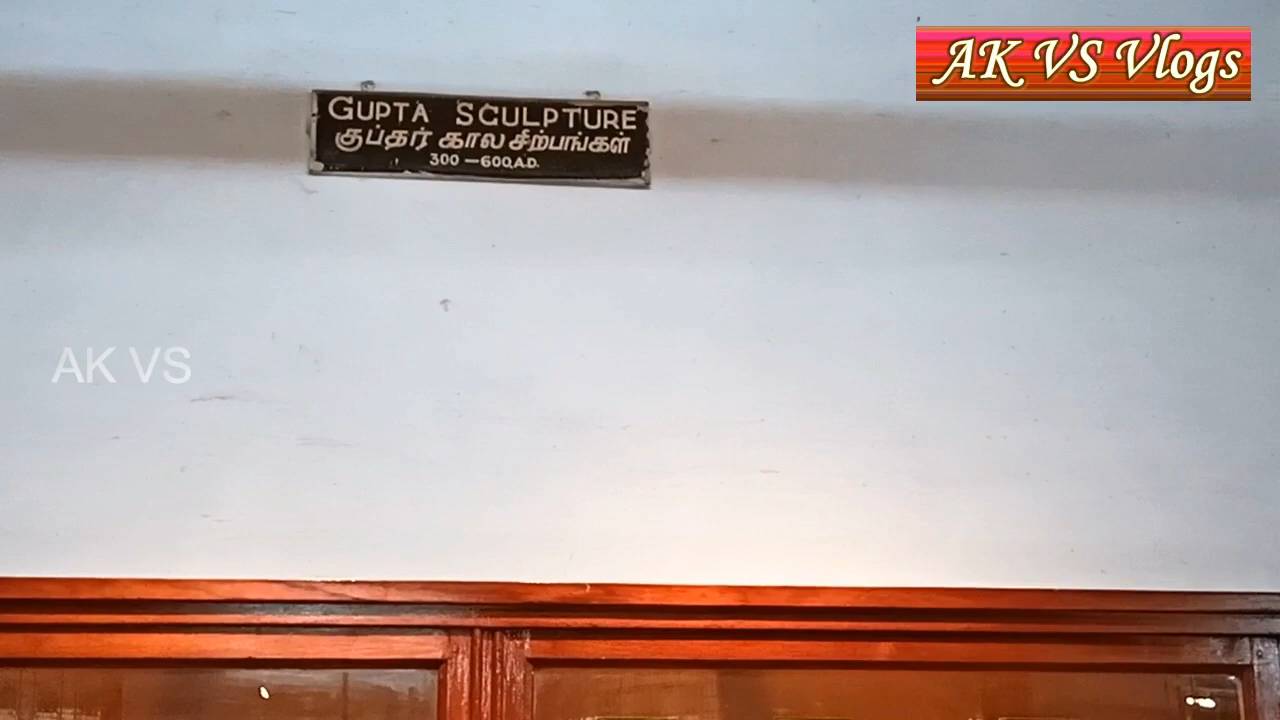 AK VS Vlogs
GUPTA SCULPTURE
குப்தர் கால சிற்பங்கள்
300 — 600 A.D.
AK VS